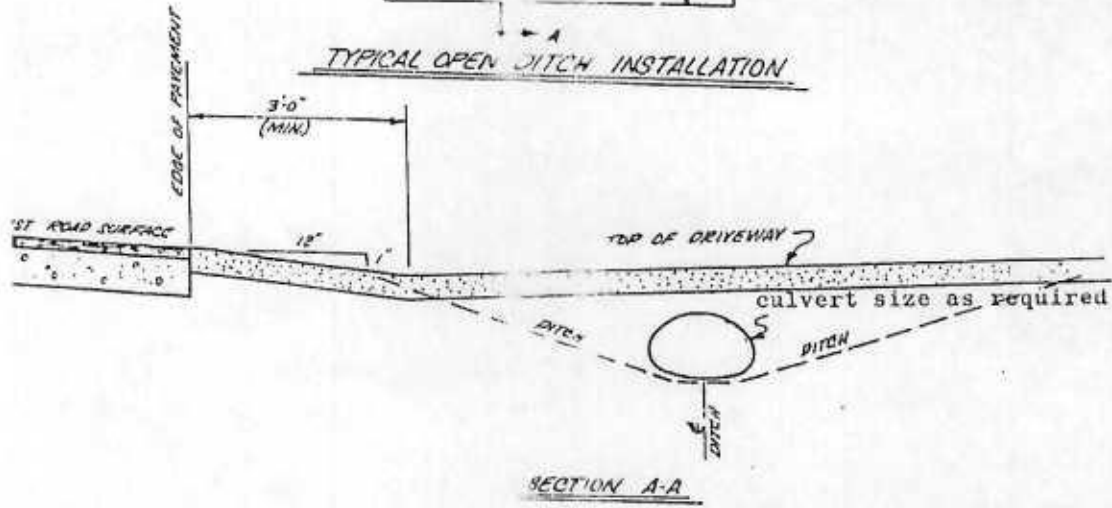 A
TYPICAL OPEN DITCH INSTALLATION
EDGE OF PAVEMENT
3'-0"
(MIN.)
ST ROAD SURFACE
12"
1"
TOP OF DRIVEWAY
culvert size as required
DITCH
DITCH
DITCH
SECTION A-A